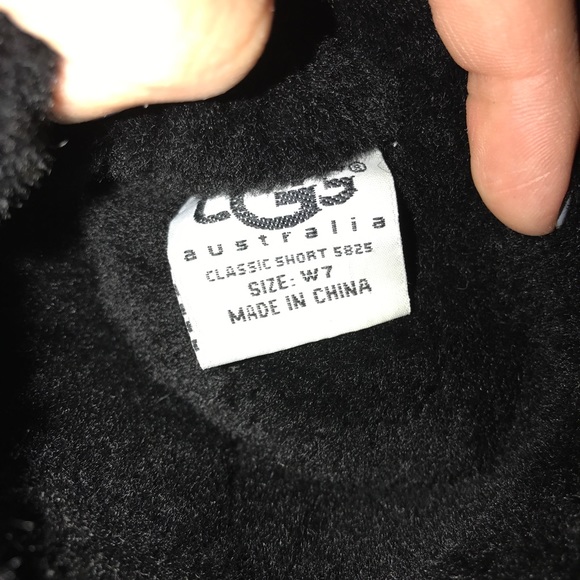 UGG®
australia
CLASSIC SHORT 5825
SIZE: W7
MADE IN CHINA